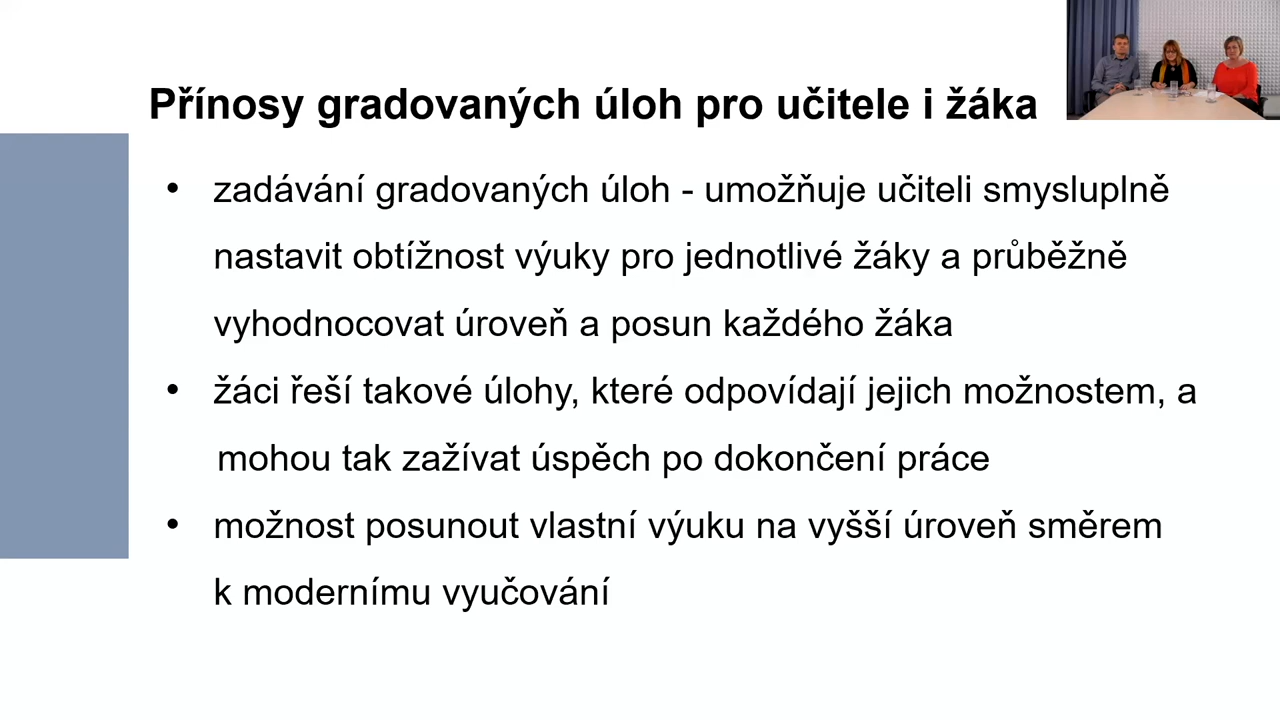 Přínosy gradovaných úloh pro učitele i žáka
• zadávání gradovaných úloh - umožňuje učiteli smysluplně
nastavit obtížnost výuky pro jednotlivé žáky a průběžně
vyhodnocovat úroveň a posun každého žáka
• žáci řeší takové úlohy, které odpovídají jejich možnostem, a
mohou tak zažívat úspěch po dokončení práce
• možnost posunout vlastní výuku na vyšší úroveň směrem
k modernímu vyučování